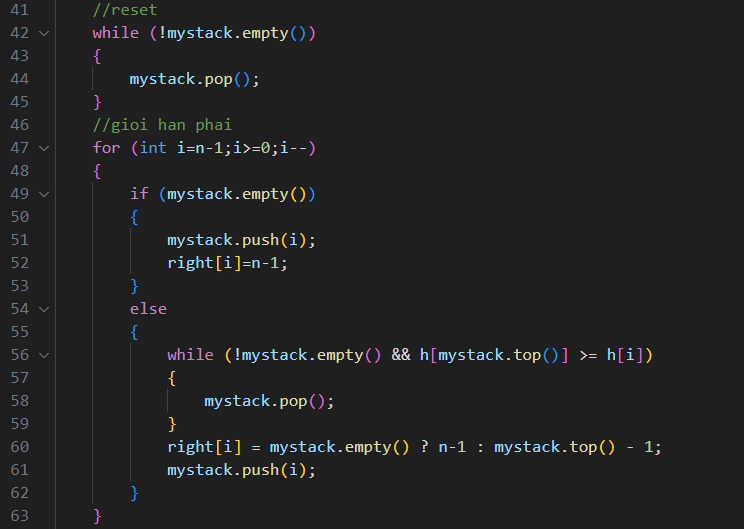 41 //reset
42 while (!mystack.empty())
43 {
44 mystack.pop();
45 }
46 //gioi han phai
47 for (int i=n-1;i>=0;i--)
48 {
49 if (mystack.empty())
50 {
51 mystack.push(i);
52 right[i]=n-1;
53 }
54 else
55 {
56 while (!mystack.empty() && h[mystack.top()] >= h[i])
57 {
58 mystack.pop();
59 }
60 right[i] = mystack.empty() ? n-1 : mystack.top() - 1;
61 mystack.push(i);
62 }
63 }